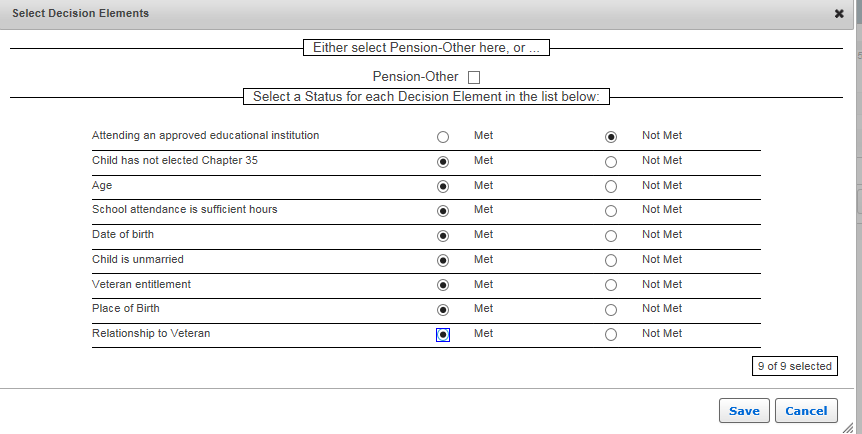 Select Decision Elements
Either select Pension-Other here, or ...
Pension-Other
Select a Status for each Decision Element in the list below:
Attending an approved educational institution Met Not Met
Child has not elected Chapter 35 Met Not Met
Age Met Not Met
School attendance is sufficient hours Met Not Met
Date of birth Met Not Met
Child is unmarried Met Not Met
Veteran entitlement Met Not Met
Place of Birth Met Not Met
Relationship to Veteran Met Not Met
9 of 9 selected
Save Cancel